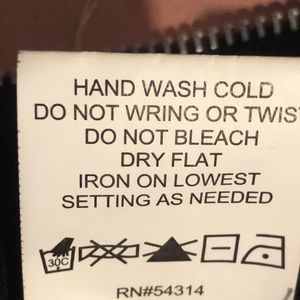 HAND WASH COLD
DO NOT WRING OR TWIST
DO NOT BLEACH
DRY FLAT
IRON ON LOWEST
SETTING AS NEEDED
30C
RN#54314